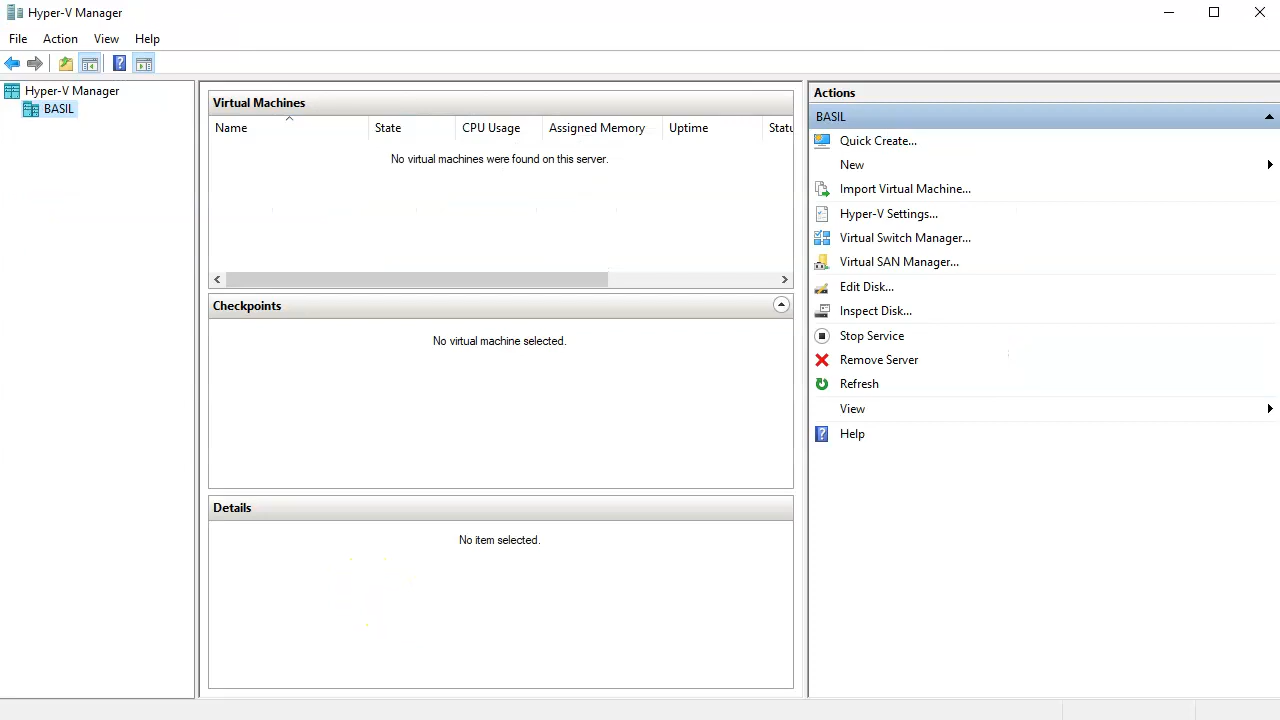 Hyper-V Manager
File Action View Help
Hyper-V Manager
BASIL
Virtual Machines
Name State CPU Usage Assigned Memory Uptime Statu
No virtual machines were found on this server.
Checkpoints
No virtual machine selected.
Details
No item selected.
Actions
BASIL
Quick Create...
New
Import Virtual Machine...
Hyper-V Settings...
Virtual Switch Manager...
Virtual SAN Manager...
Edit Disk...
Inspect Disk...
Stop Service
Remove Server
Refresh
View
Help